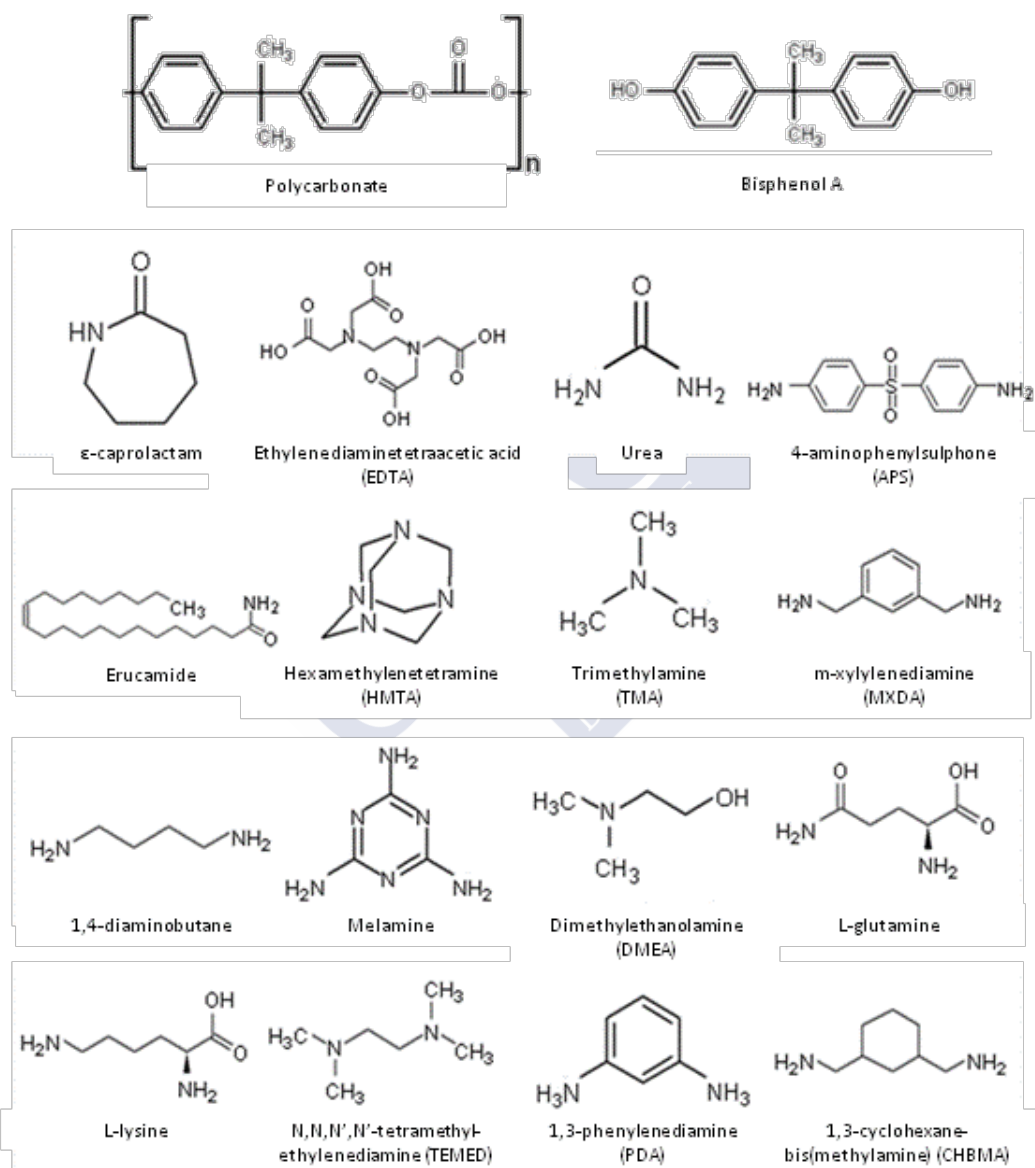 CH₃
O
CH₃
O
O
n
Polycarbonate
HO
CH₃
CH₃
OH
Bisphenol A
O
HN
ε-caprolactam
OH
O
O
HO
N
N
OH
O
O
OH
Ethylenediaminetetraacetic acid
(EDTA)
O
H₂N
NH₂
Urea
H₂N
O
S
O
NH₂
4-aminophenylsulphone
(APS)
CH₃
NH₂
O
Erucamide
N
N
N
N
Hexamethylenetetramine
(HMTA)
CH₃
N
H₃C
CH₃
Trimethylamine
(TMA)
H₂N
NH₂
m-xylylenediamine
(MXDA)
H₂N
NH₂
1,4-diaminobutane
NH₂
N
N
H₂N
N
NH₂
Melamine
H₃C
N
OH
CH₃
Dimethylethanolamine
(DMEA)
O
OH
H₂N
O
NH₂
L-glutamine
OH
H₂N
O
NH₂
L-lysine
CH₃
H₃C
N
N
CH₃
CH₃
N,N,N’,N’-tetramethyl-
ethylenediamine (TEMED)
H₃N
NH₃
1,3-phenylenediamine
(PDA)
H₂N
NH₂
1,3-cyclohexane-
bis(methylamine) (CHBMA)